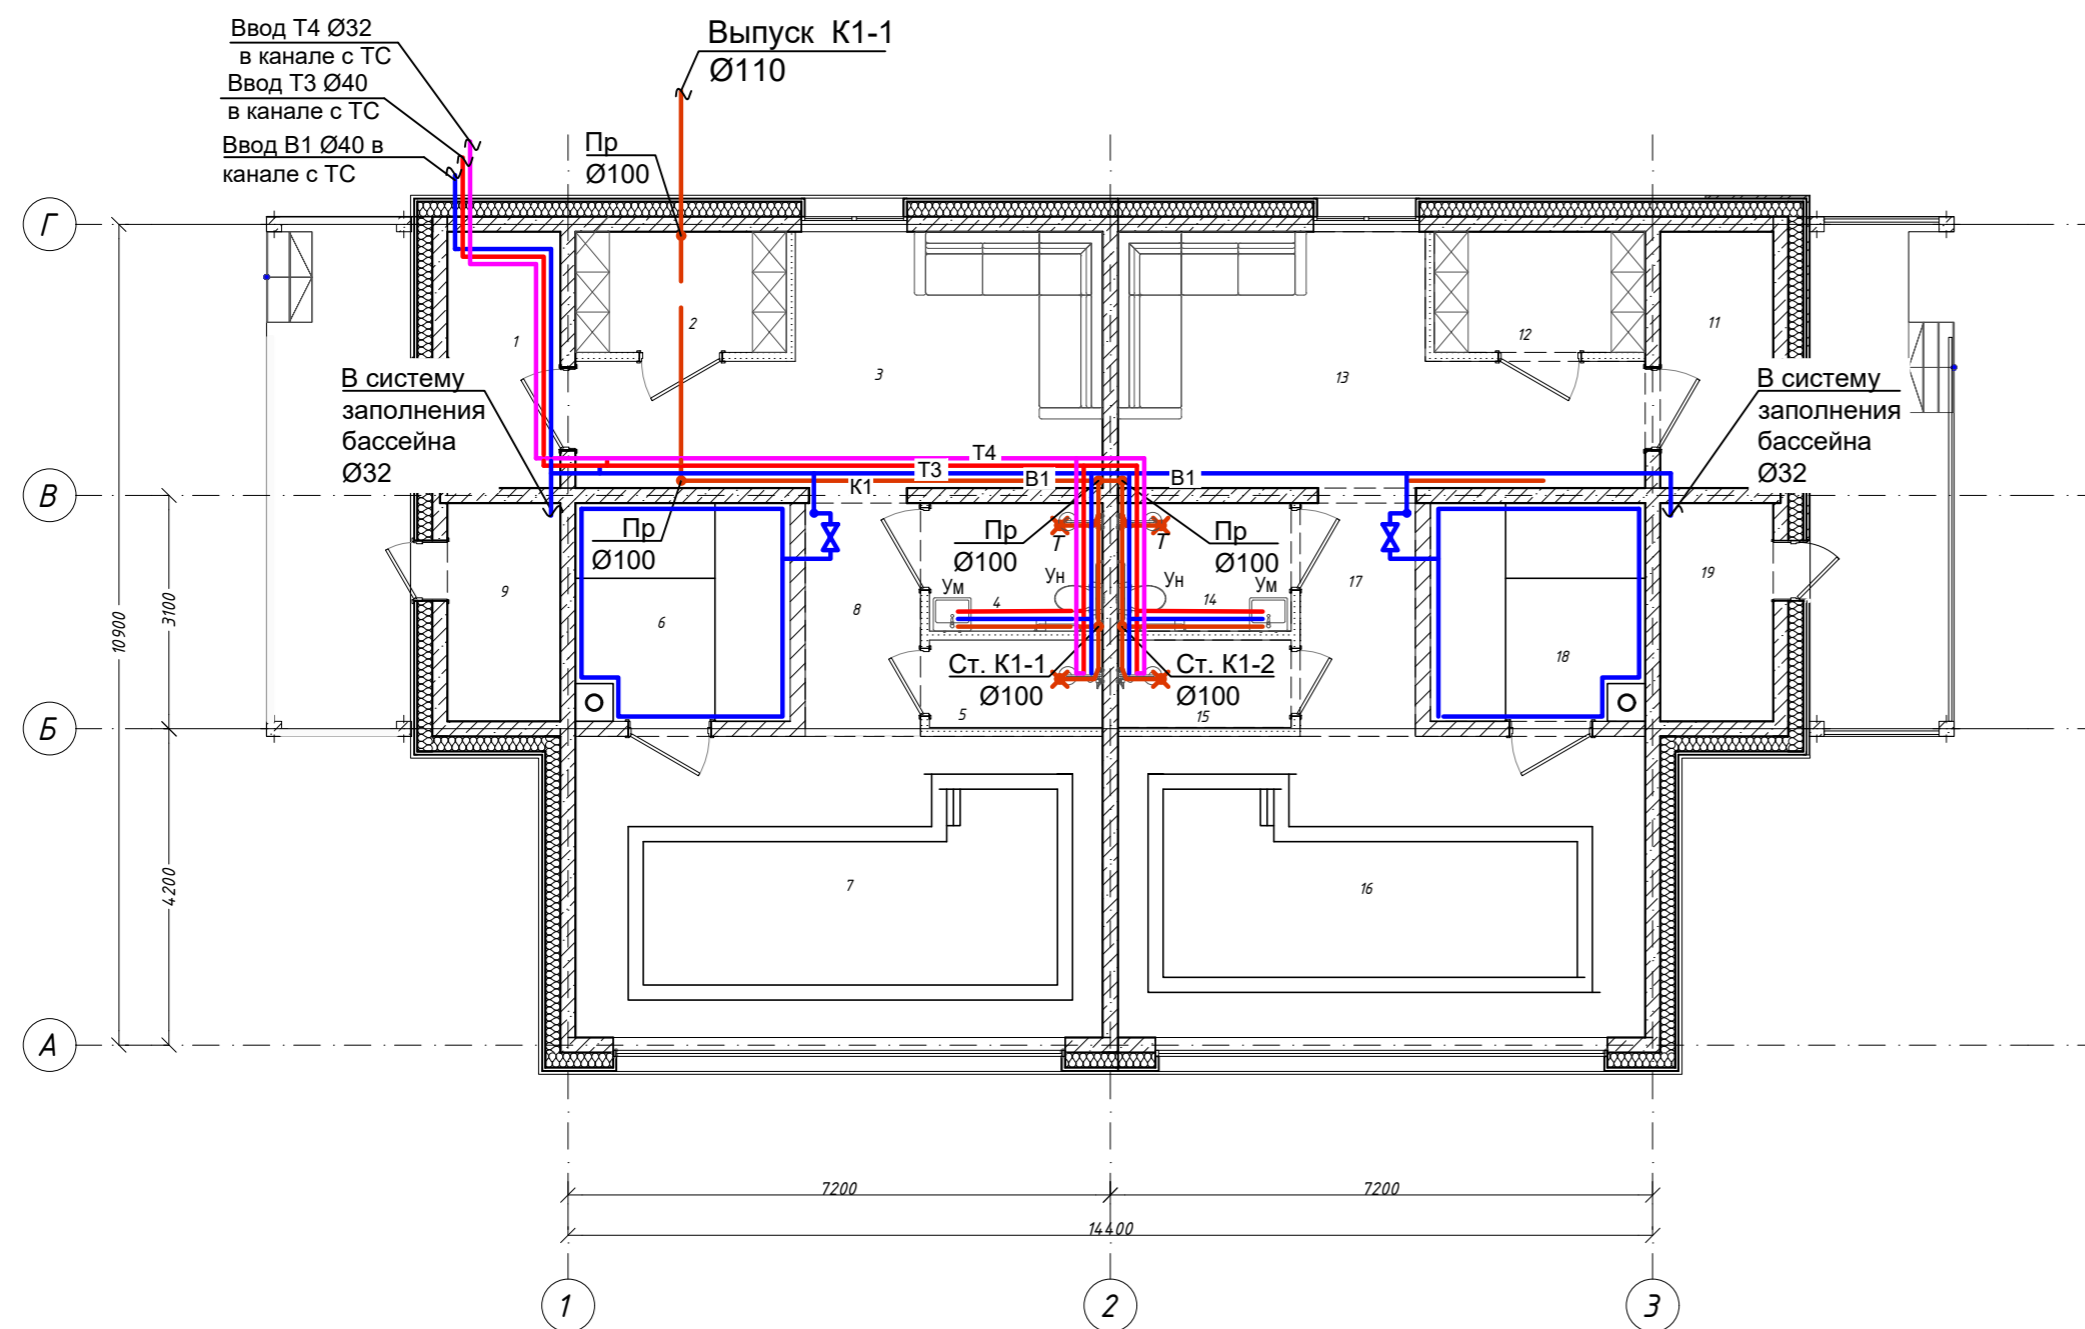 Ввод Т4 Ø32
в канале с ТС
Ввод Т3 Ø40
в канале с ТС
Ввод В1 Ø40 в
канале с ТС
Выпуск К1-1
Ø110
Пр
Ø100
Г
В
Б
А
10900
3100
4200
1
2
3
13
12
11
В систему
заполнения
бассейна
Ø32
В систему
заполнения
бассейна
Ø32
Т4
Т3
К1
В1
В1
Пр
Ø100
Пр
Ø100
Пр
Ø100
Т
Т
Ун
Ун
Ум
Ум
9
6
8
4
14
17
18
19
Ст. К1-1
Ø100
Ст. К1-2
Ø100
5
15
7
16
7200
7200
14400
1
2
3